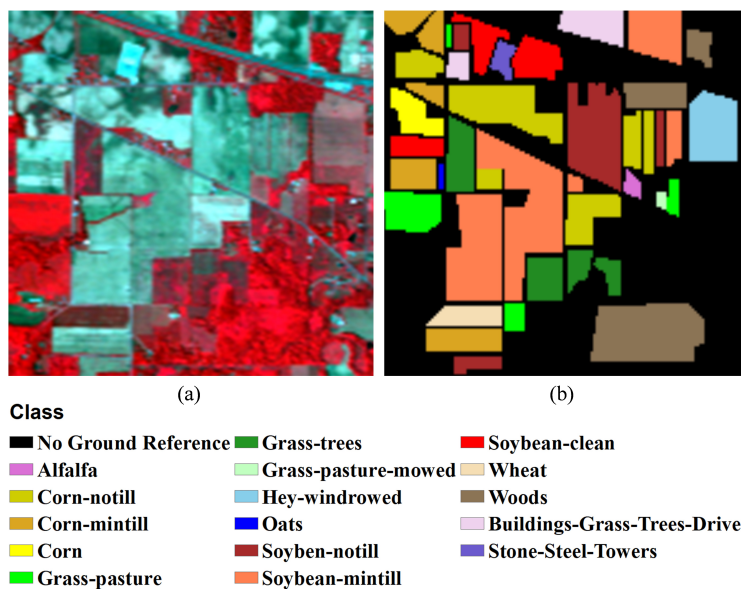 (a) (b)
Class
No Ground Reference Grass-trees Soybean-clean
Alfalfa Grass-pasture-mowed Wheat
Corn-notill Hey-windrowed Woods
Corn-mintill Oats Buildings-Grass-Trees-Drive
Corn Soyben-notill Stone-Steel-Towers
Grass-pasture Soybean-mintill